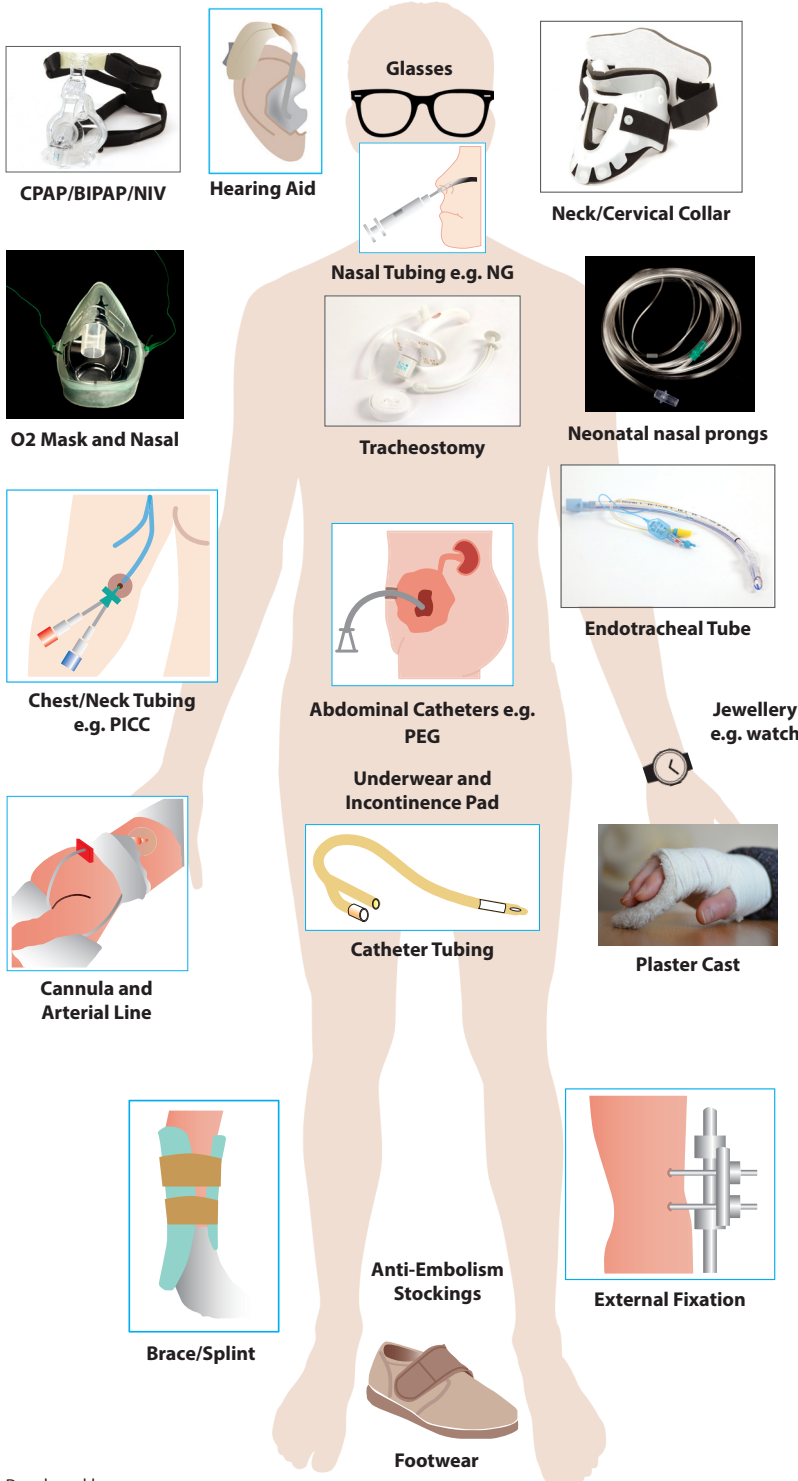 Glasses
CPAP/BIPAP/NIV
Hearing Aid
Neck/Cervical Collar
Nasal Tubing e.g. NG
O2 Mask and Nasal
Tracheostomy
Neonatal nasal prongs
Endotracheal Tube
Chest/Neck Tubing
e.g. PICC
Abdominal Catheters e.g.
PEG
Jewellery
e.g. watch
Underwear and
Incontinence Pad
Catheter Tubing
Plaster Cast
Cannula and
Arterial Line
Anti-Embolism
Stockings
External Fixation
Brace/Splint
Footwear